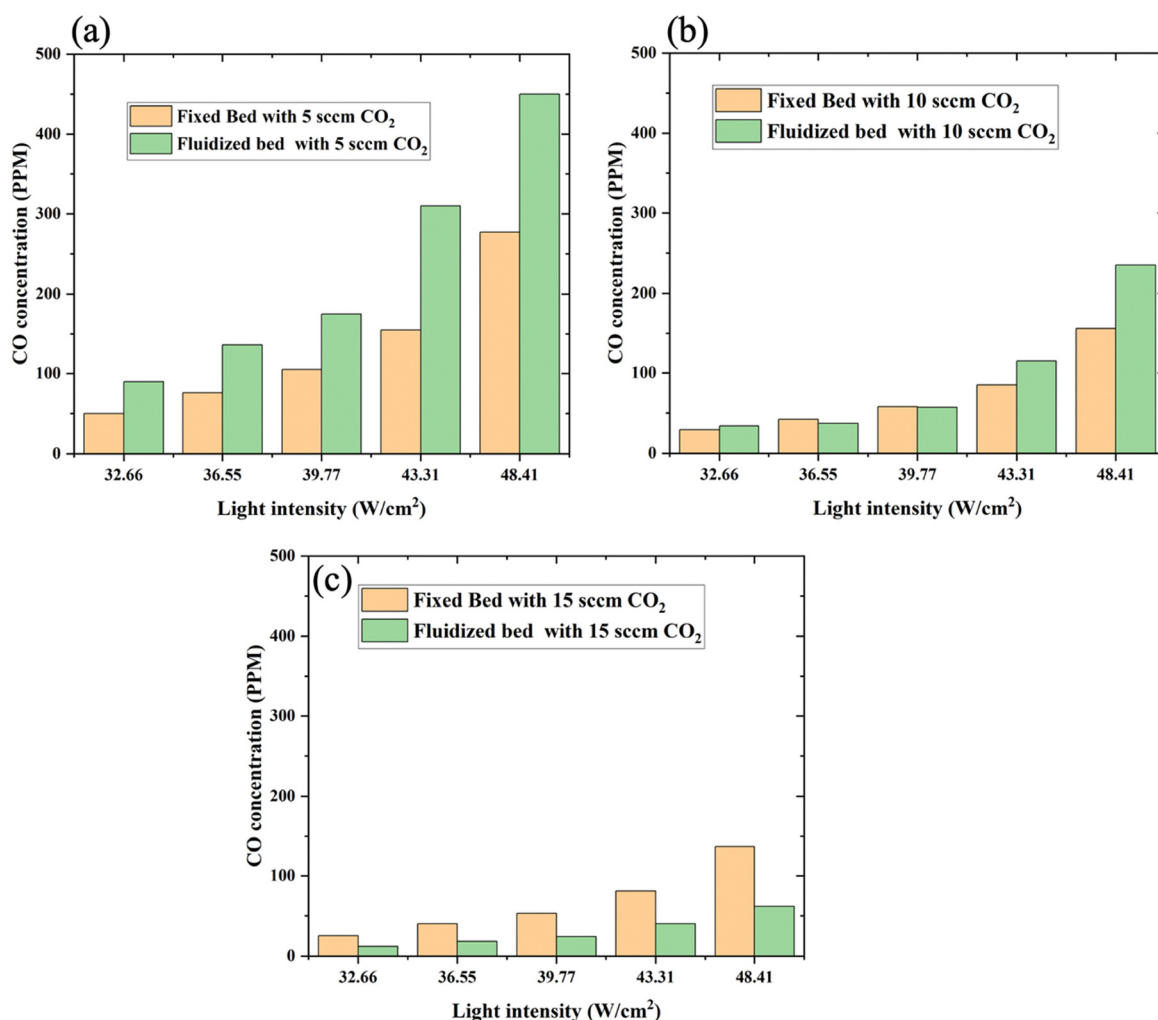 (a)
500
400
300
200
100
0
CO concentration (PPM)
Fixed Bed with 5 sccm CO₂
Fluidized bed with 5 sccm CO₂
32.66 36.55 39.77 43.31 48.41
Light intensity (W/cm²)
(b)
500
400
300
200
100
0
CO concentration (PPM)
Fixed Bed with 10 sccm CO₂
Fluidized bed with 10 sccm CO₂
32.66 36.55 39.77 43.31 48.41
Light intensity (W/cm²)
(c)
500
400
300
200
100
0
CO concentration (PPM)
Fixed Bed with 15 sccm CO₂
Fluidized bed with 15 sccm CO₂
32.66 36.55 39.77 43.31 48.41
Light intensity (W/cm²)